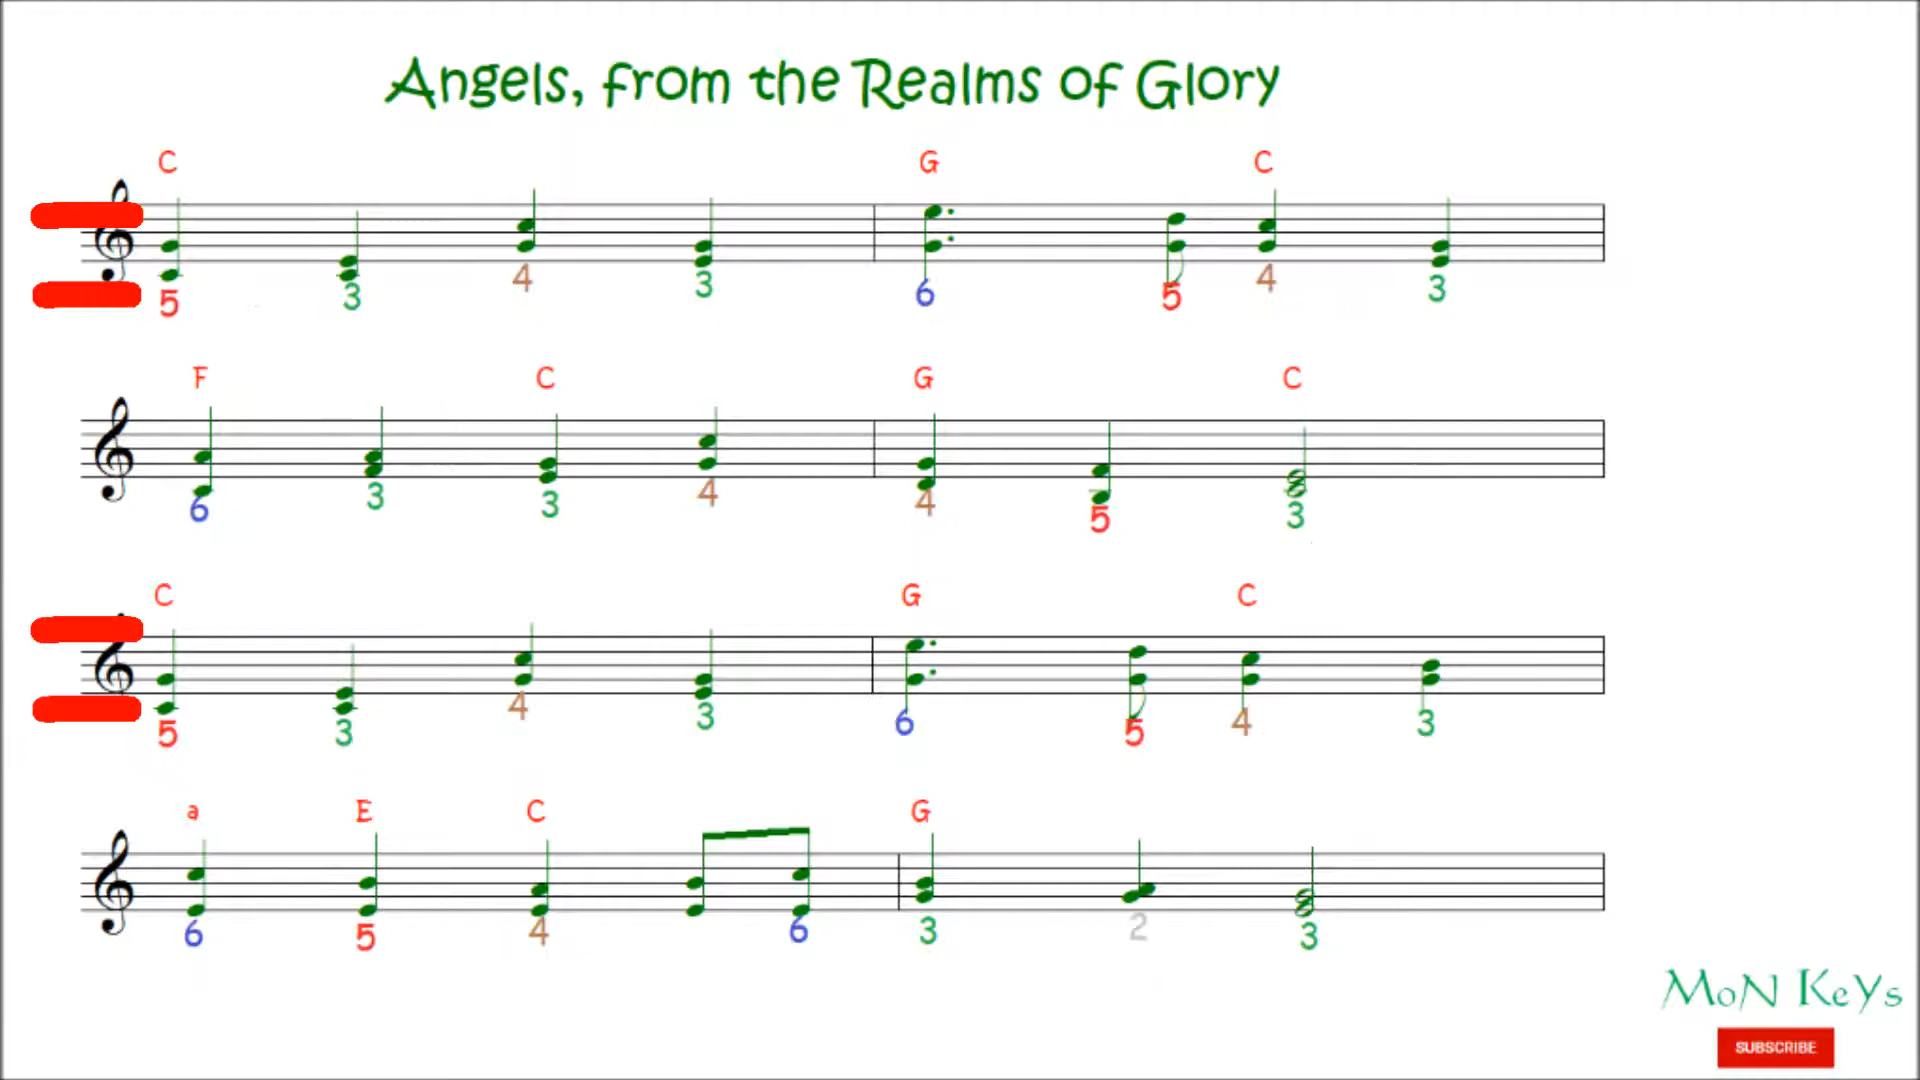 Angels, from the Realms of Glory
C G C
5 3 4 3 6 5 4 3
F C G C
6 3 3 4 4 5 3
C G C
5 3 4 3 6 5 4 3
a E C G
6 5 4 6 3 2 3
MoN KeYs
SUBSCRIBE